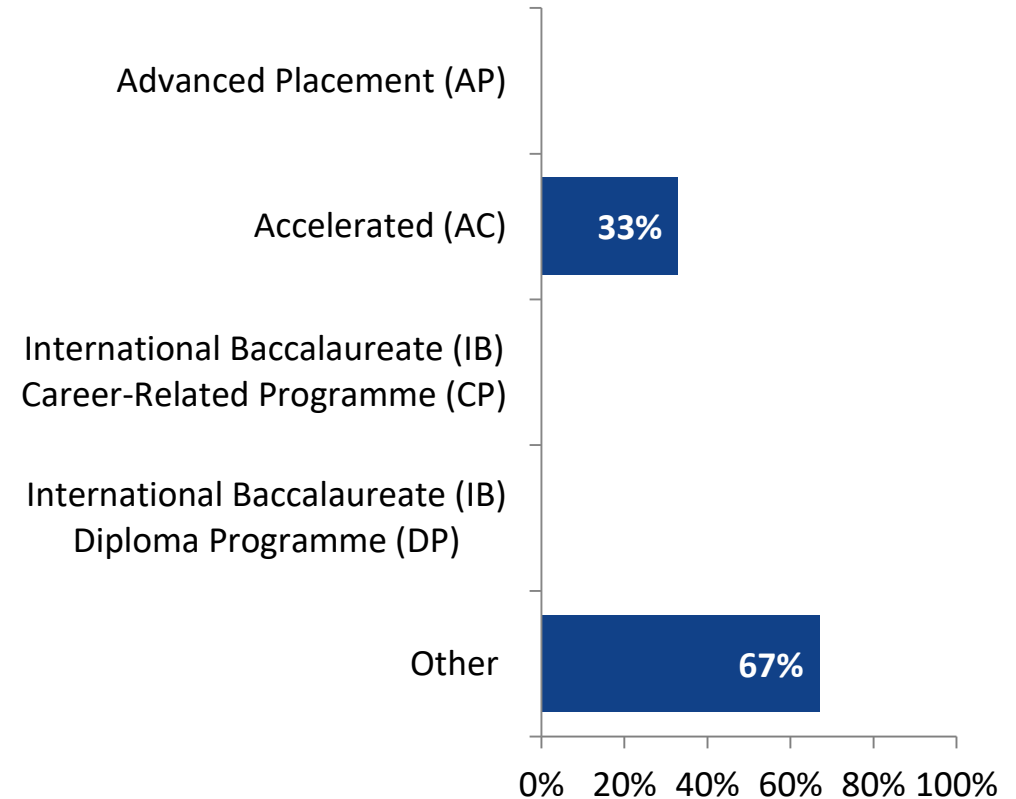 Advanced Placement (AP)
Accelerated (AC)
33%
International Baccalaureate (IB)
Career-Related Programme (CP)
International Baccalaureate (IB)
Diploma Programme (DP)
Other
67%
0% 20% 40% 60% 80% 100%